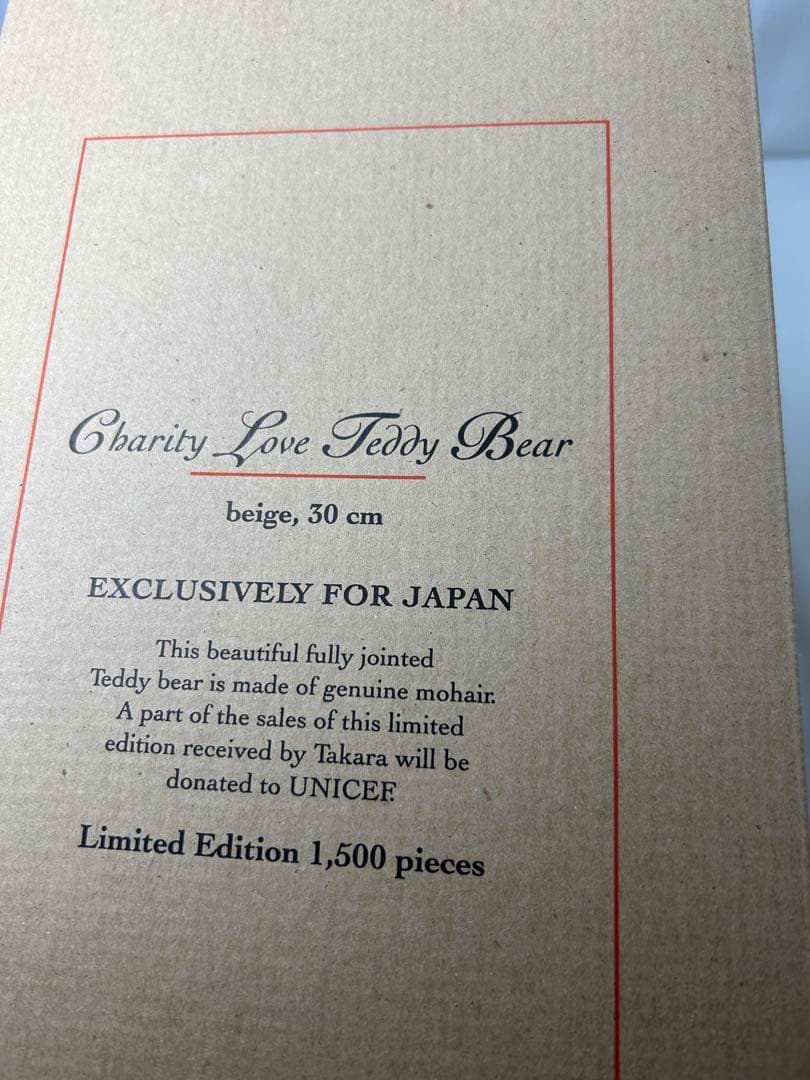 Charity Love Teddy Bear
beige, 30 cm
EXCLUSIVELY FOR JAPAN
This beautiful fully jointed
Teddy bear is made of genuine mohair.
A part of the sales of this limited
edition received by Takara will be
donated to UNICEF.
Limited Edition 1,500 pieces